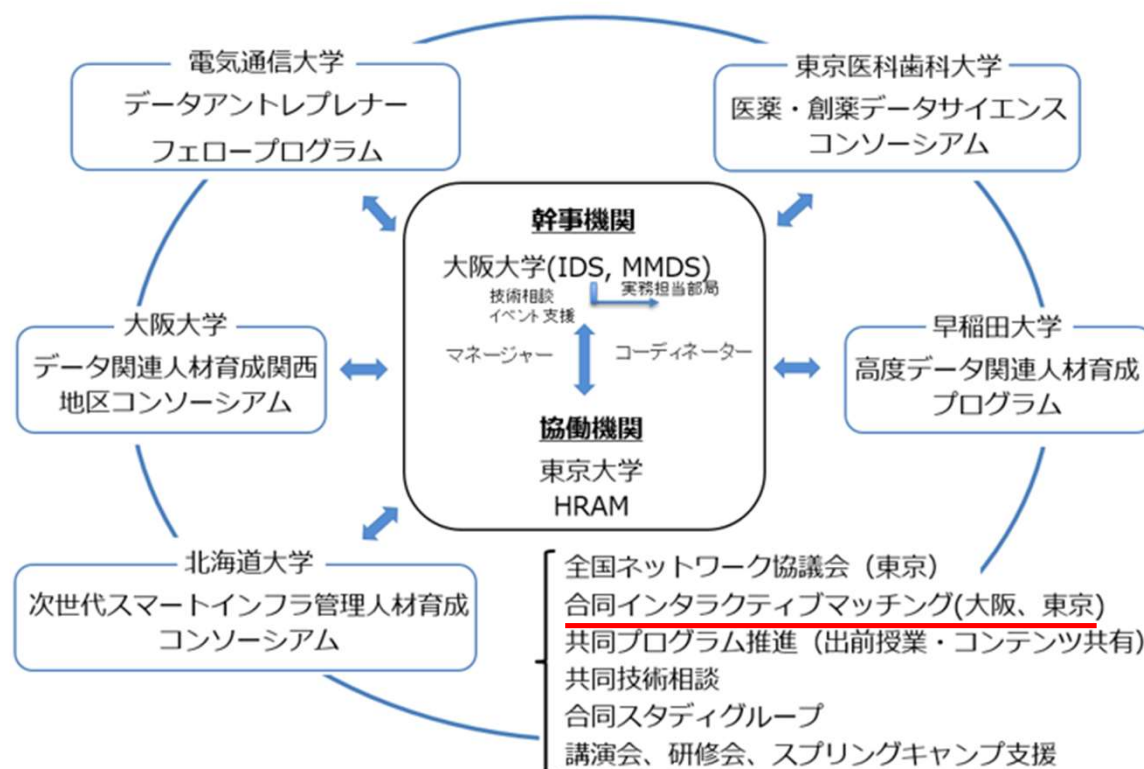 電気通信大学
データアントレプレナー
フェロープログラム
東京医科歯科大学
医薬・創薬データサイエンス
コンソーシアム
幹事機関
大阪大学(IDS, MMDS)
技術相談
イベント支援
実務担当部局
マネージャー
コーディネーター
協働機関
東京大学
HRAM
大阪大学
データ関連人材育成関西
地区コンソーシアム
早稲田大学
高度データ関連人材育成
プログラム
北海道大学
次世代スマートインフラ管理人材育成
コンソーシアム
全国ネットワーク協議会（東京）
合同インタラクティブマッチング(大阪、東京)
共同プログラム推進（出前授業・コンテンツ共有)
共同技術相談
合同スタディグループ
講演会、研修会、スプリングキャンプ支援